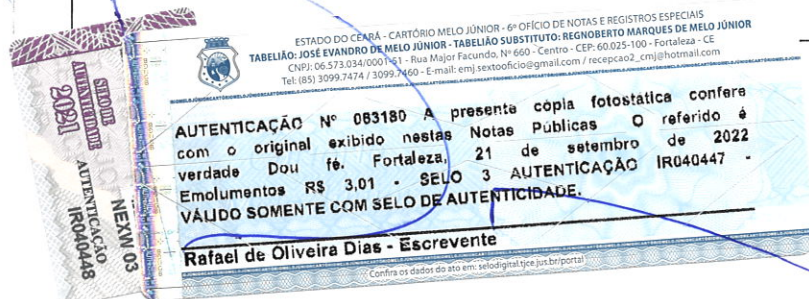 ESTADO DO CEARÁ - CARTÓRIO MELO JÚNIOR - 6º OFÍCIO DE NOTAS E REGISTROS ESPECIAIS
TABELIÃO: JOSÉ EVANDRO DE MELO JÚNIOR - TABELIÃO SUBSTITUTO: REGNOBERTO MARQUES DE MELO JÚNIOR
CNPJ: 06.573.034/0001-51 - Rua Major Facundo, Nº 660 - Centro - CEP: 60.025-100 - Fortaleza - CE
Tel: (85) 3099.7474 / 3099.7460 - E-mail: emj.sextooficio@gmail.com / recepcao2_cmj@hotmail.com
AUTENTICAÇÃO Nº 083180 A presente cópia fotostática confere
com o original exibido nestas Notas Públicas O referido é
verdade Dou fé. Fortaleza, 21 de setembro de 2022
Emolumentos R$ 3,01 - SELO 3 AUTENTICAÇÃO IR040447 -
VÁLIDO SOMENTE COM SELO DE AUTENTICIDADE.
Rafael de Oliveira Dias - Escrevente
Confira os dados do ato em: selodigital.tjce.jus.br/portal
SELO DE
AUTENTICIDADE
2021
AUTENTICAÇÃO
IR040448
NEXW 03